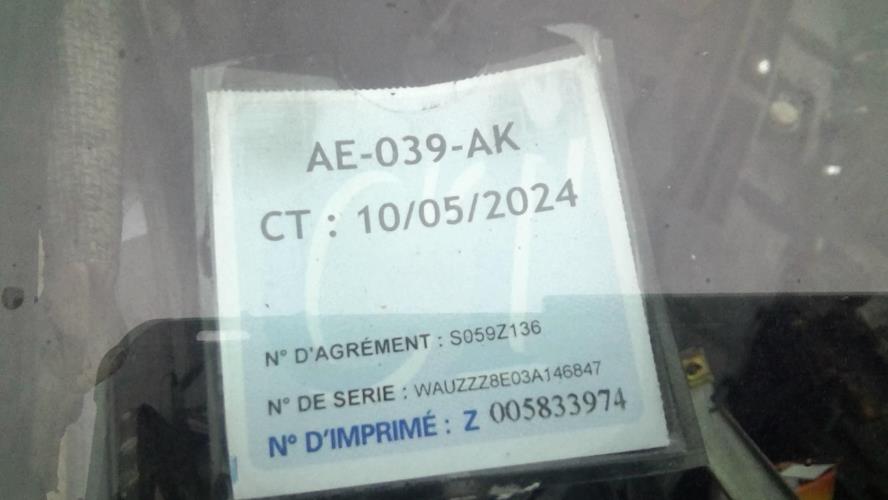 AE-039-AK
CT : 10/05/2024
N° D'AGRÉMENT : S059Z136
N° DE SERIE : WAUZZZ8E03A146847
N° D'IMPRIMÉ : Z 005833974